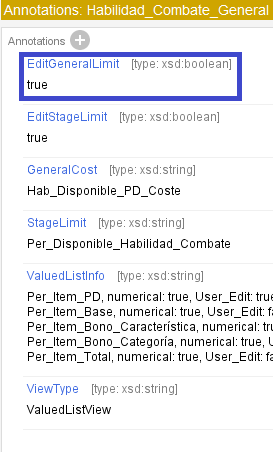 Annotations: Habilidad_Combate_General
Annotations
EditGeneralLimit [type: xsd:boolean]
true
EditStageLimit [type: xsd:boolean]
true
GeneralCost [type: xsd:string]
Hab_Disponible_PD_Coste
StageLimit [type: xsd:string]
Per_Disponible_Habilidad_Combate
ValuedListInfo [type: xsd:string]
Per_Item_PD, numerical: true, User_Edit: true
Per_Item_Base, numerical: true, User_Edit: fa
Per_Item_Bono_Característica, numerical: tru
Per_Item_Bono_Categoría, numerical: true, U
Per_Item_Total, numerical: true, User_Edit: fa
ViewType [type: xsd:string]
ValuedListView